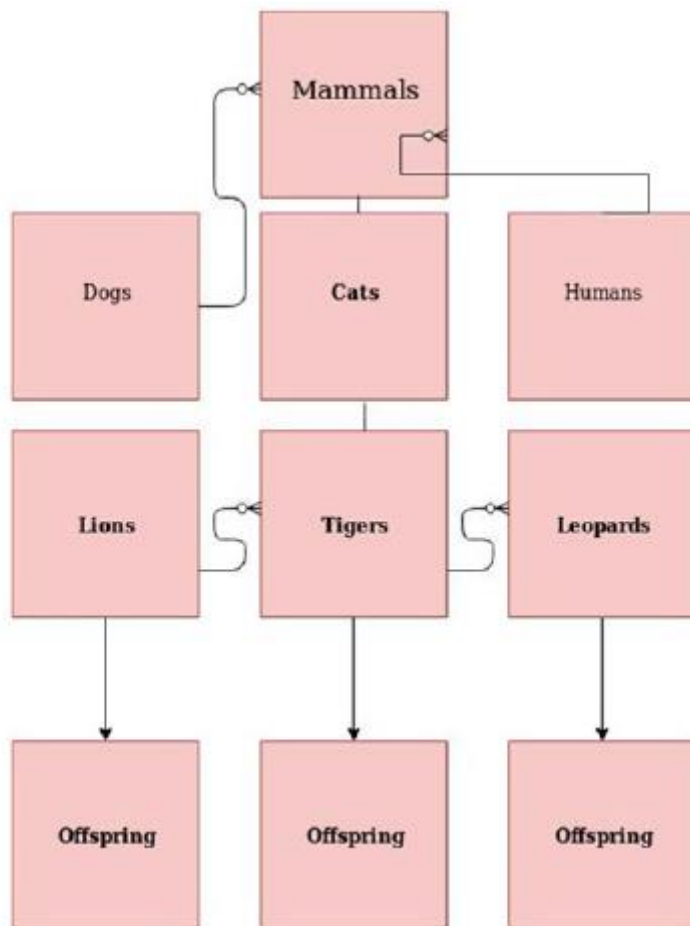 Mammals
Dogs
Cats
Humans
Lions
Tigers
Leopards
Offspring
Offspring
Offspring